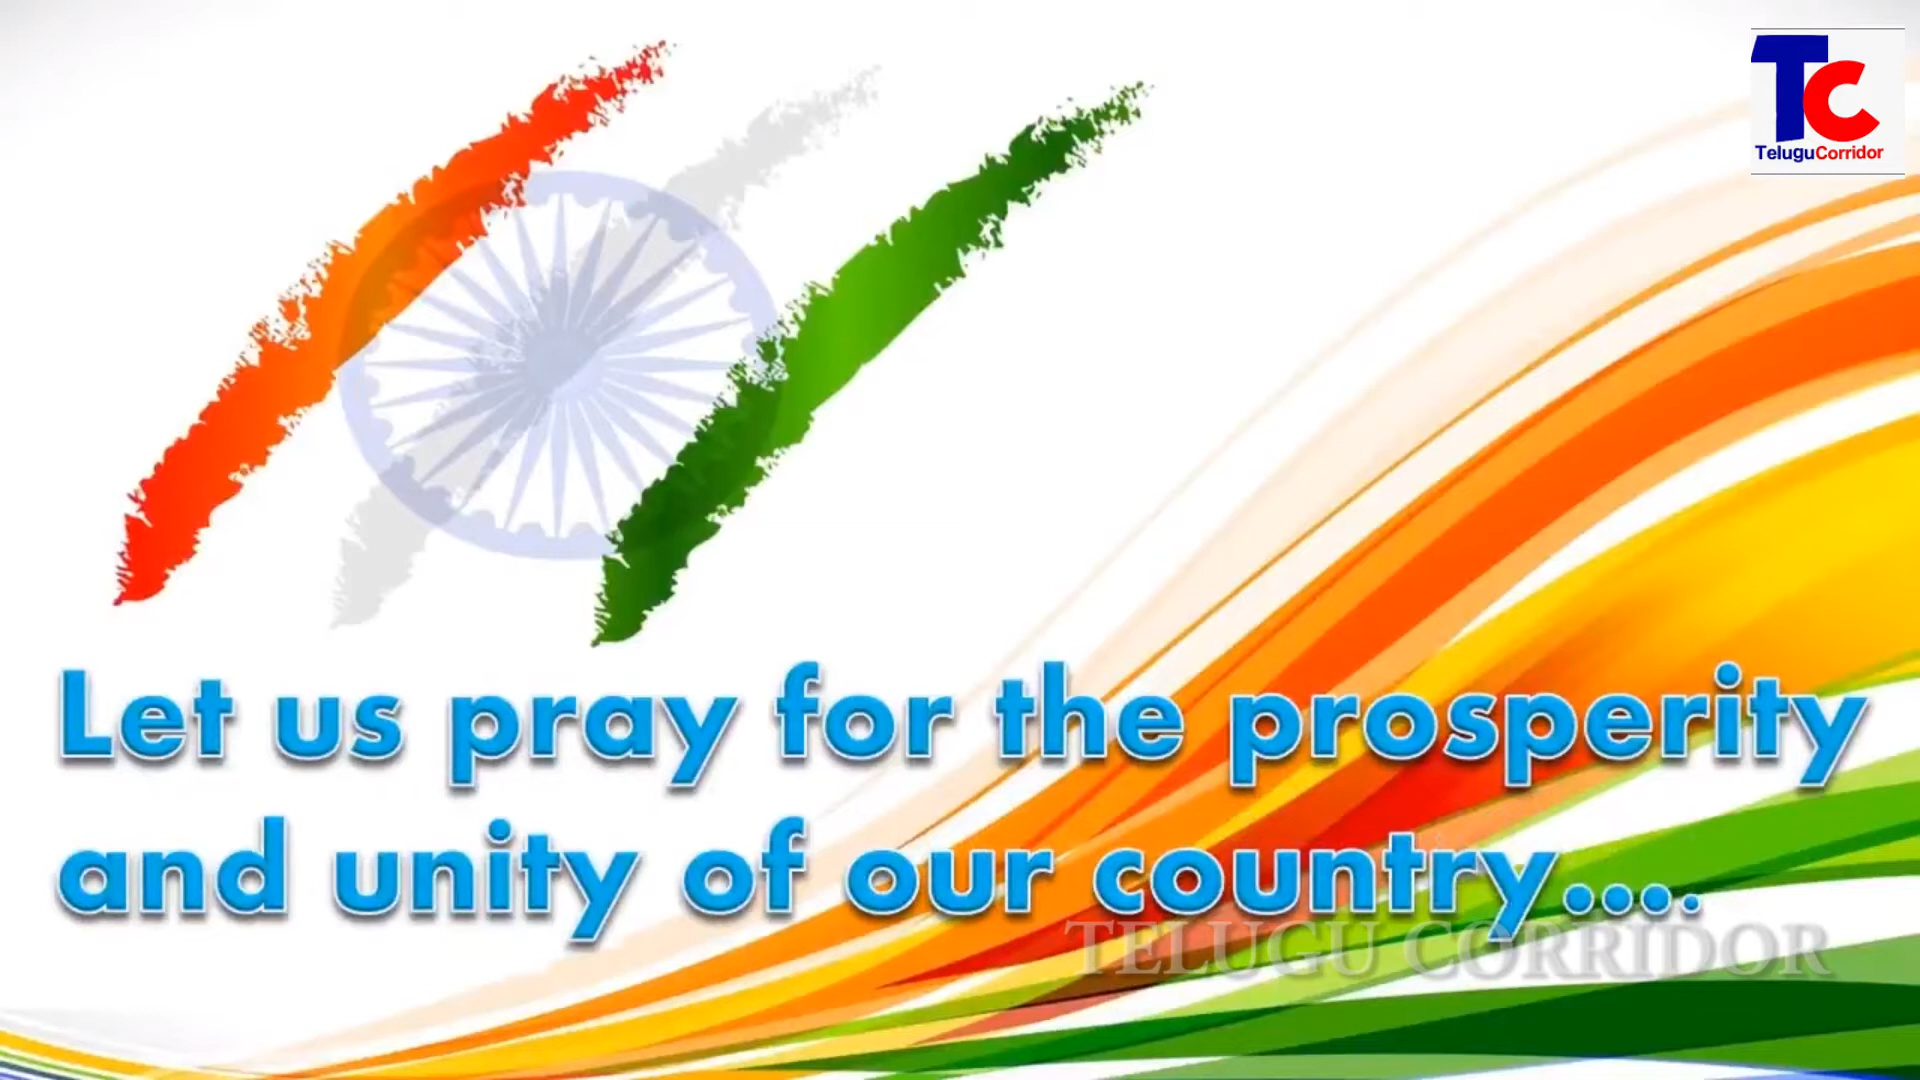 TC
TeluguCorridor
Let us pray for the prosperity
and unity of our country....
TELUGU CORRIDOR